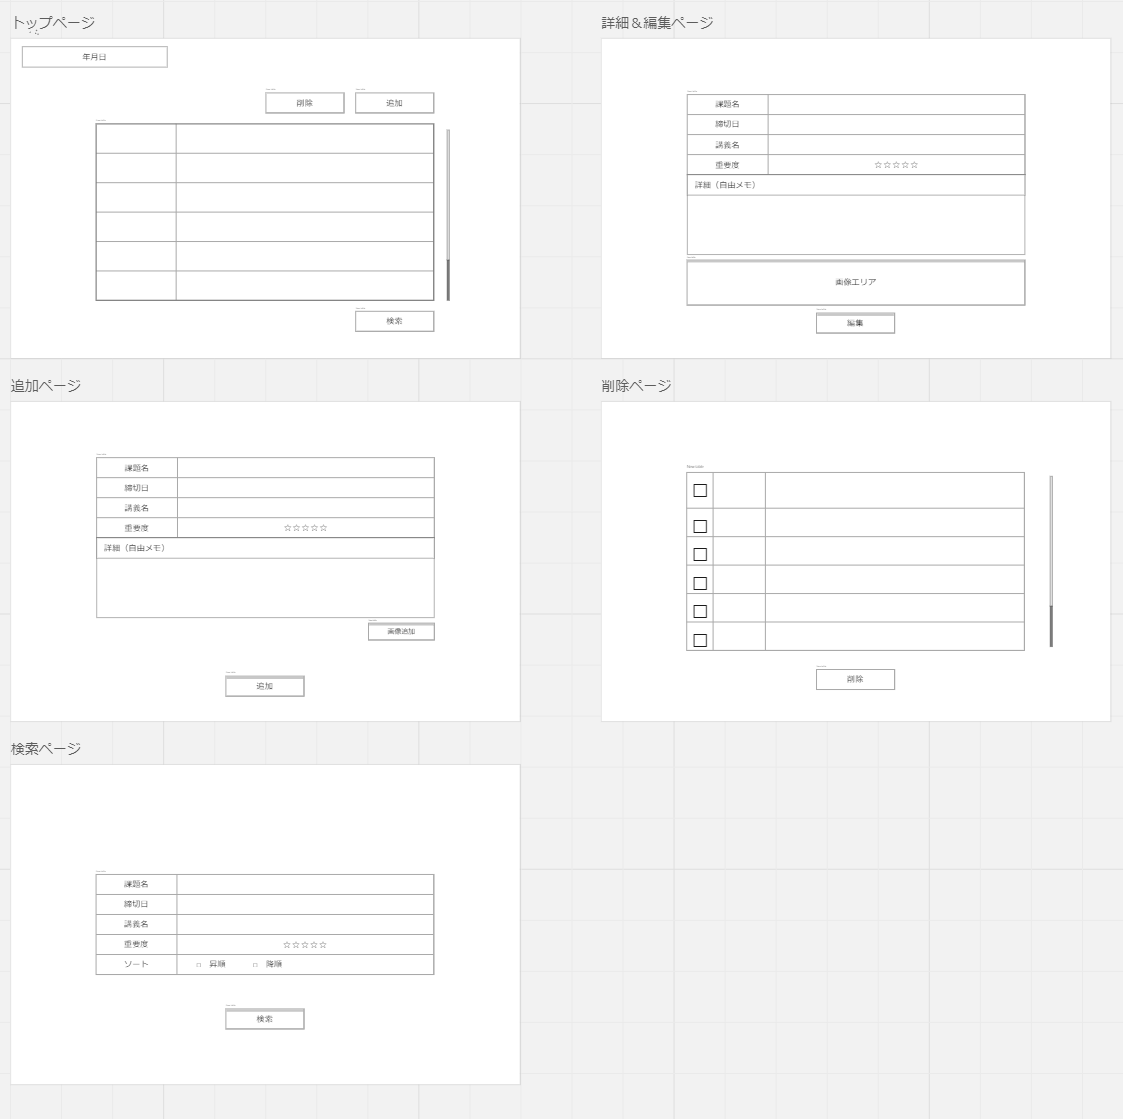 トップページ
年月日
削除
追加
検索
詳細＆編集ページ
課題名
締切日
講義名
重要度 ☆☆☆☆☆
詳細（自由メモ）
画像エリア
編集
追加ページ
課題名
締切日
講義名
重要度 ☆☆☆☆☆
詳細（自由メモ）
画像追加
追加
削除ページ
削除
検索ページ
課題名
締切日
講義名
重要度 ☆☆☆☆☆
ソート □ 昇順 □ 降順
検索